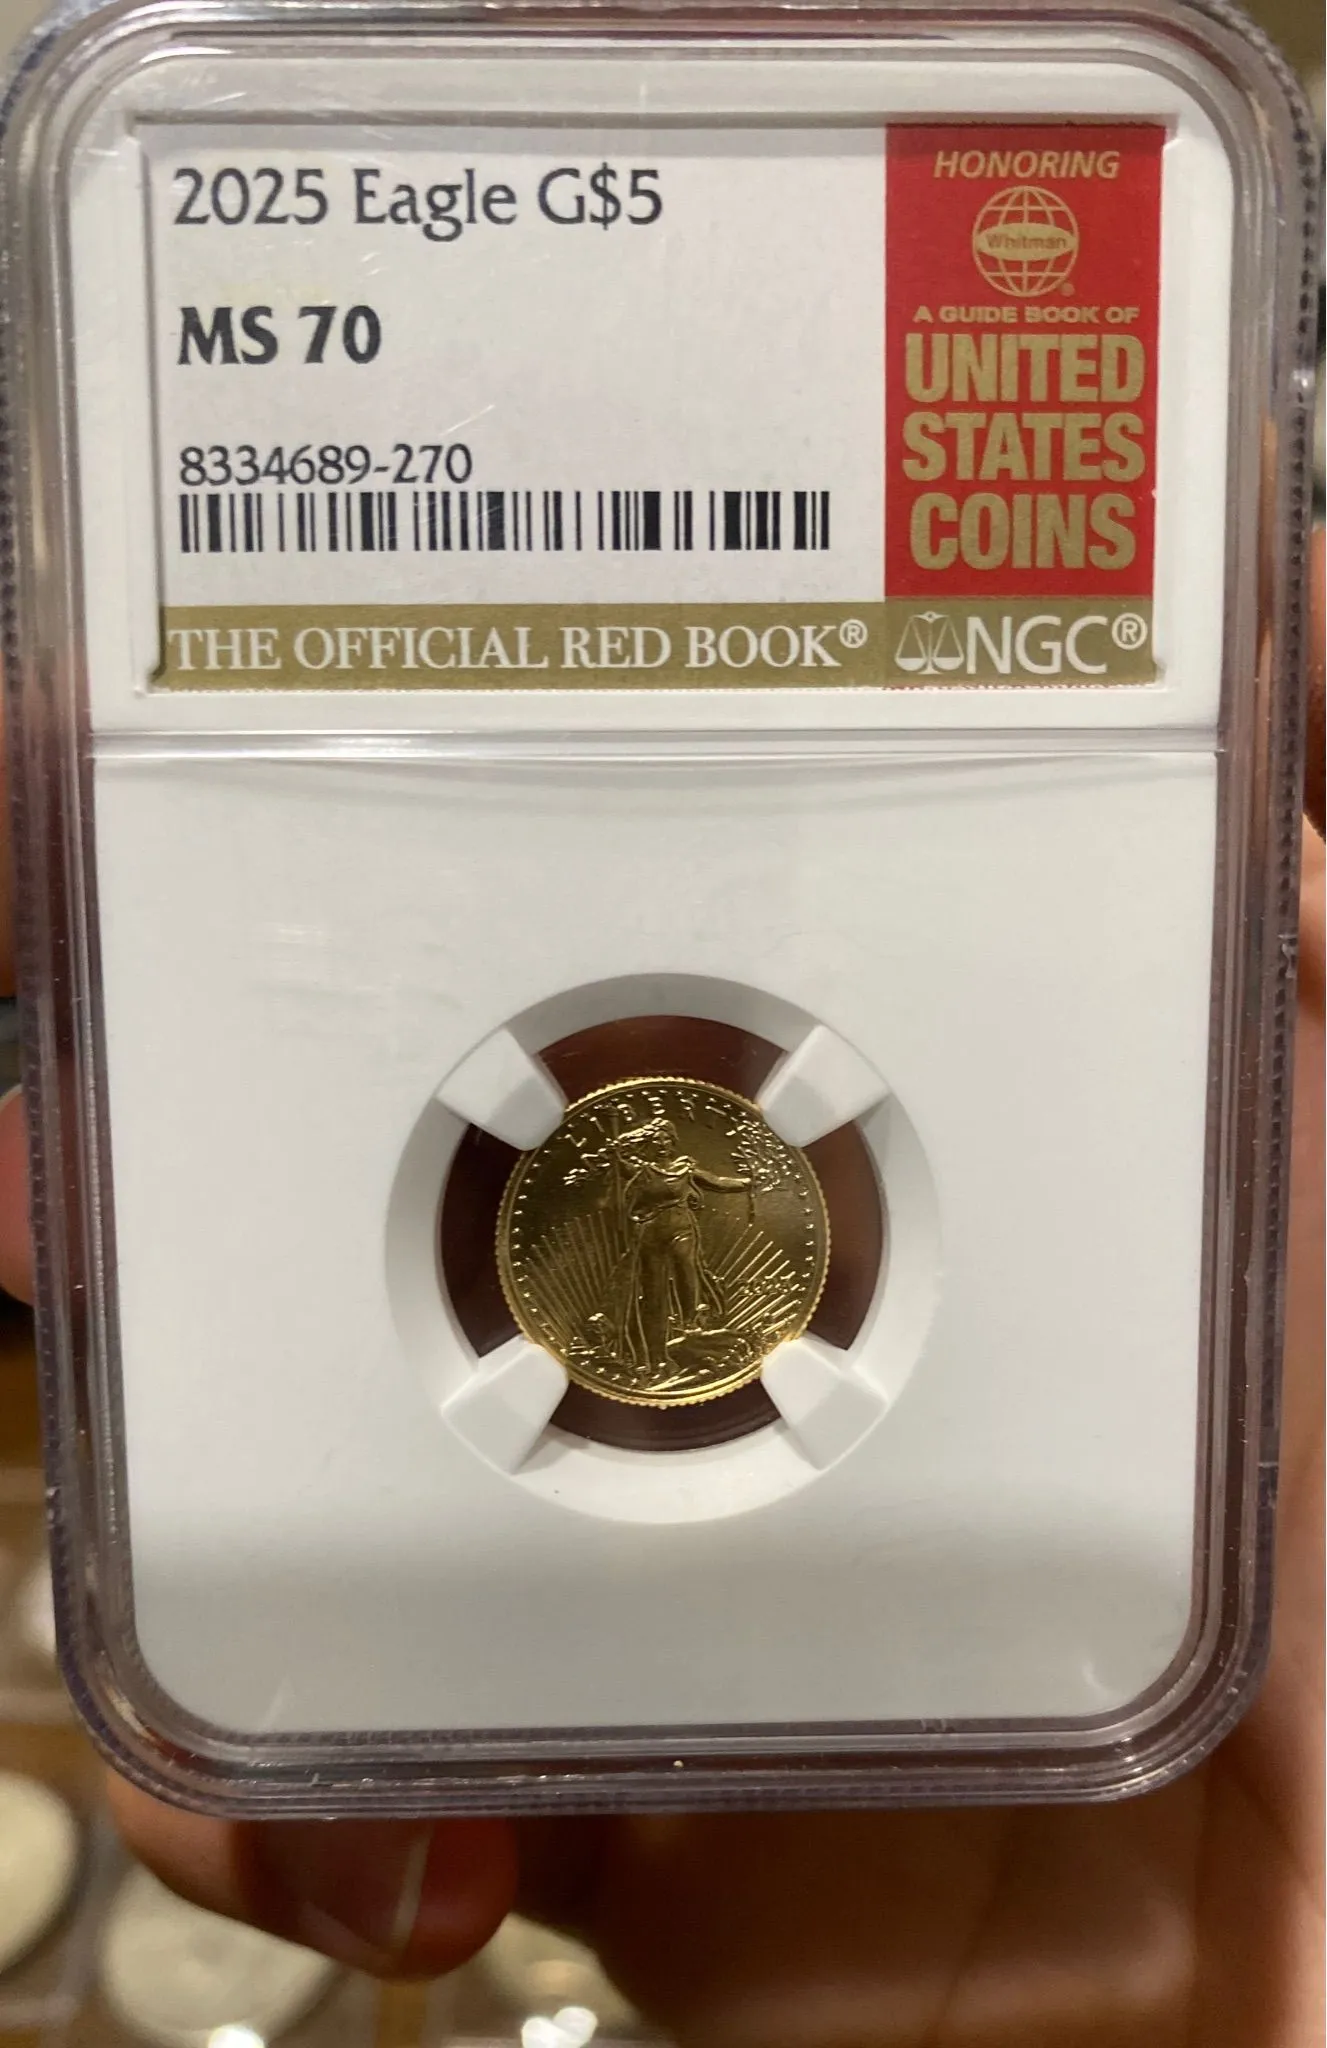 2025 Eagle G$5
MS 70
8334689-270
HONORING
Whitman®
A GUIDE BOOK OF
UNITED
STATES
COINS
THE OFFICIAL RED BOOK®
NGC®
LIBERTY